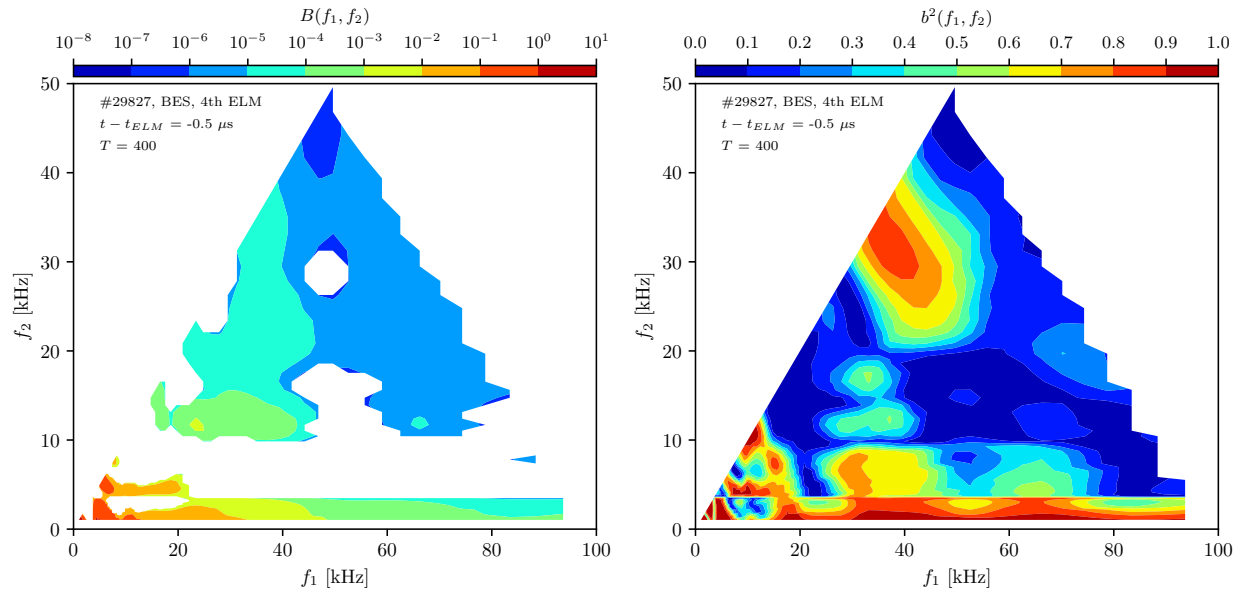 B(f₁, f₂)
10⁻⁸ 10⁻⁷ 10⁻⁶ 10⁻⁵ 10⁻⁴ 10⁻³ 10⁻² 10⁻¹ 10⁰ 10¹
#29827, BES, 4th ELM
t − t_ELM = -0.5 μs
T = 400
50
40
30
20
10
0
f₂ [kHz]
0 20 40 60 80 100
f₁ [kHz]
b²(f₁, f₂)
0.0 0.1 0.2 0.3 0.4 0.5 0.6 0.7 0.8 0.9 1.0
#29827, BES, 4th ELM
t − t_ELM = -0.5 μs
T = 400
50
40
30
20
10
0
f₂ [kHz]
0 20 40 60 80 100
f₁ [kHz]